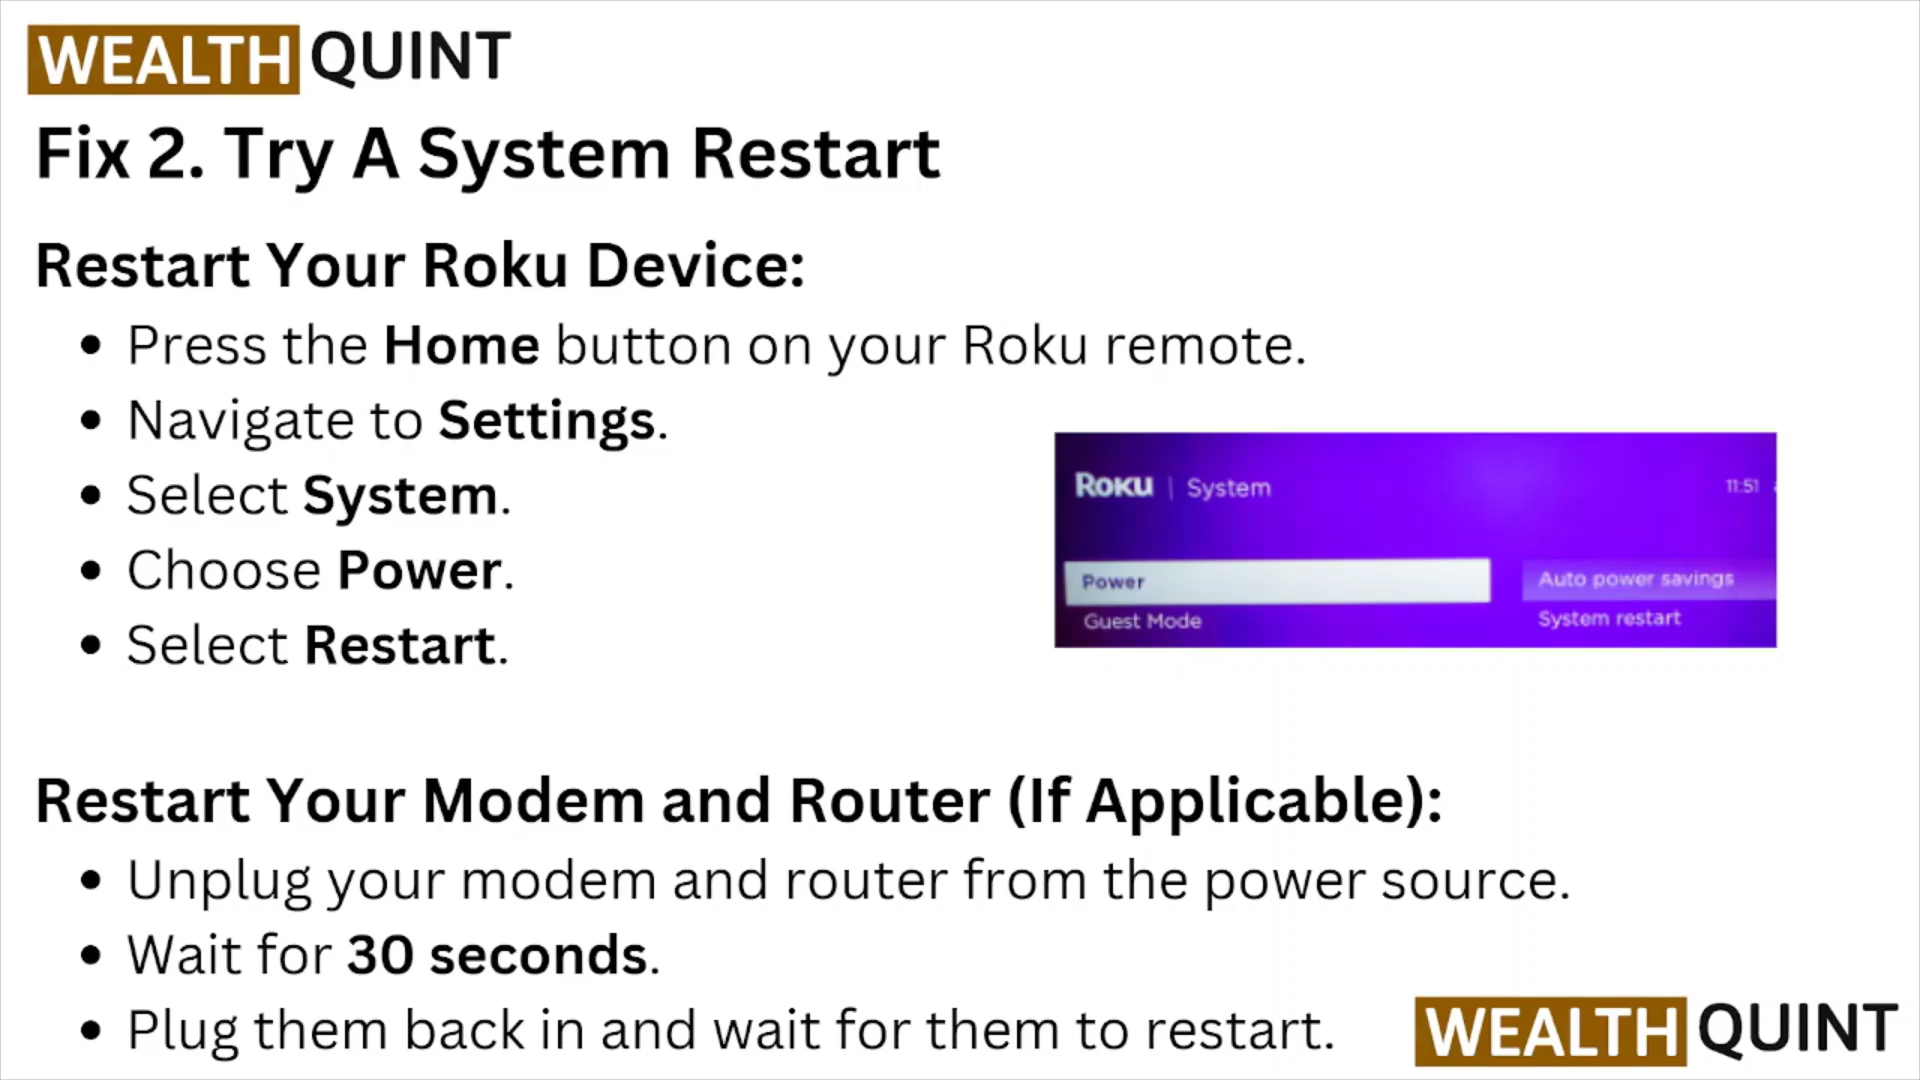 WEALTH QUINT
Fix 2. Try A System Restart
Restart Your Roku Device:
• Press the Home button on your Roku remote.
• Navigate to Settings.
• Select System.
• Choose Power.
• Select Restart.
ROKU | System 11:51
Power Auto power savings
Guest Mode System restart
Restart Your Modem and Router (If Applicable):
• Unplug your modem and router from the power source.
• Wait for 30 seconds.
• Plug them back in and wait for them to restart.
WEALTH QUINT